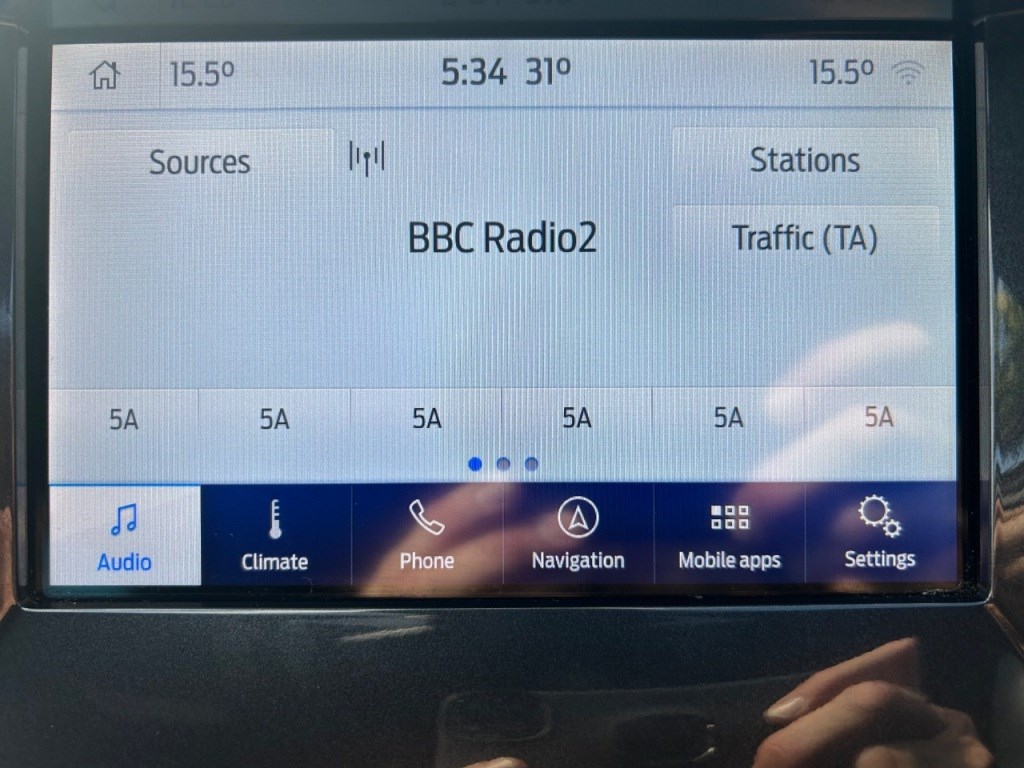 15.5º 5:34 31º 15.5º
Sources Stations
BBC Radio2 Traffic (TA)
5A 5A 5A 5A 5A 5A
Audio Climate Phone Navigation Mobile apps Settings